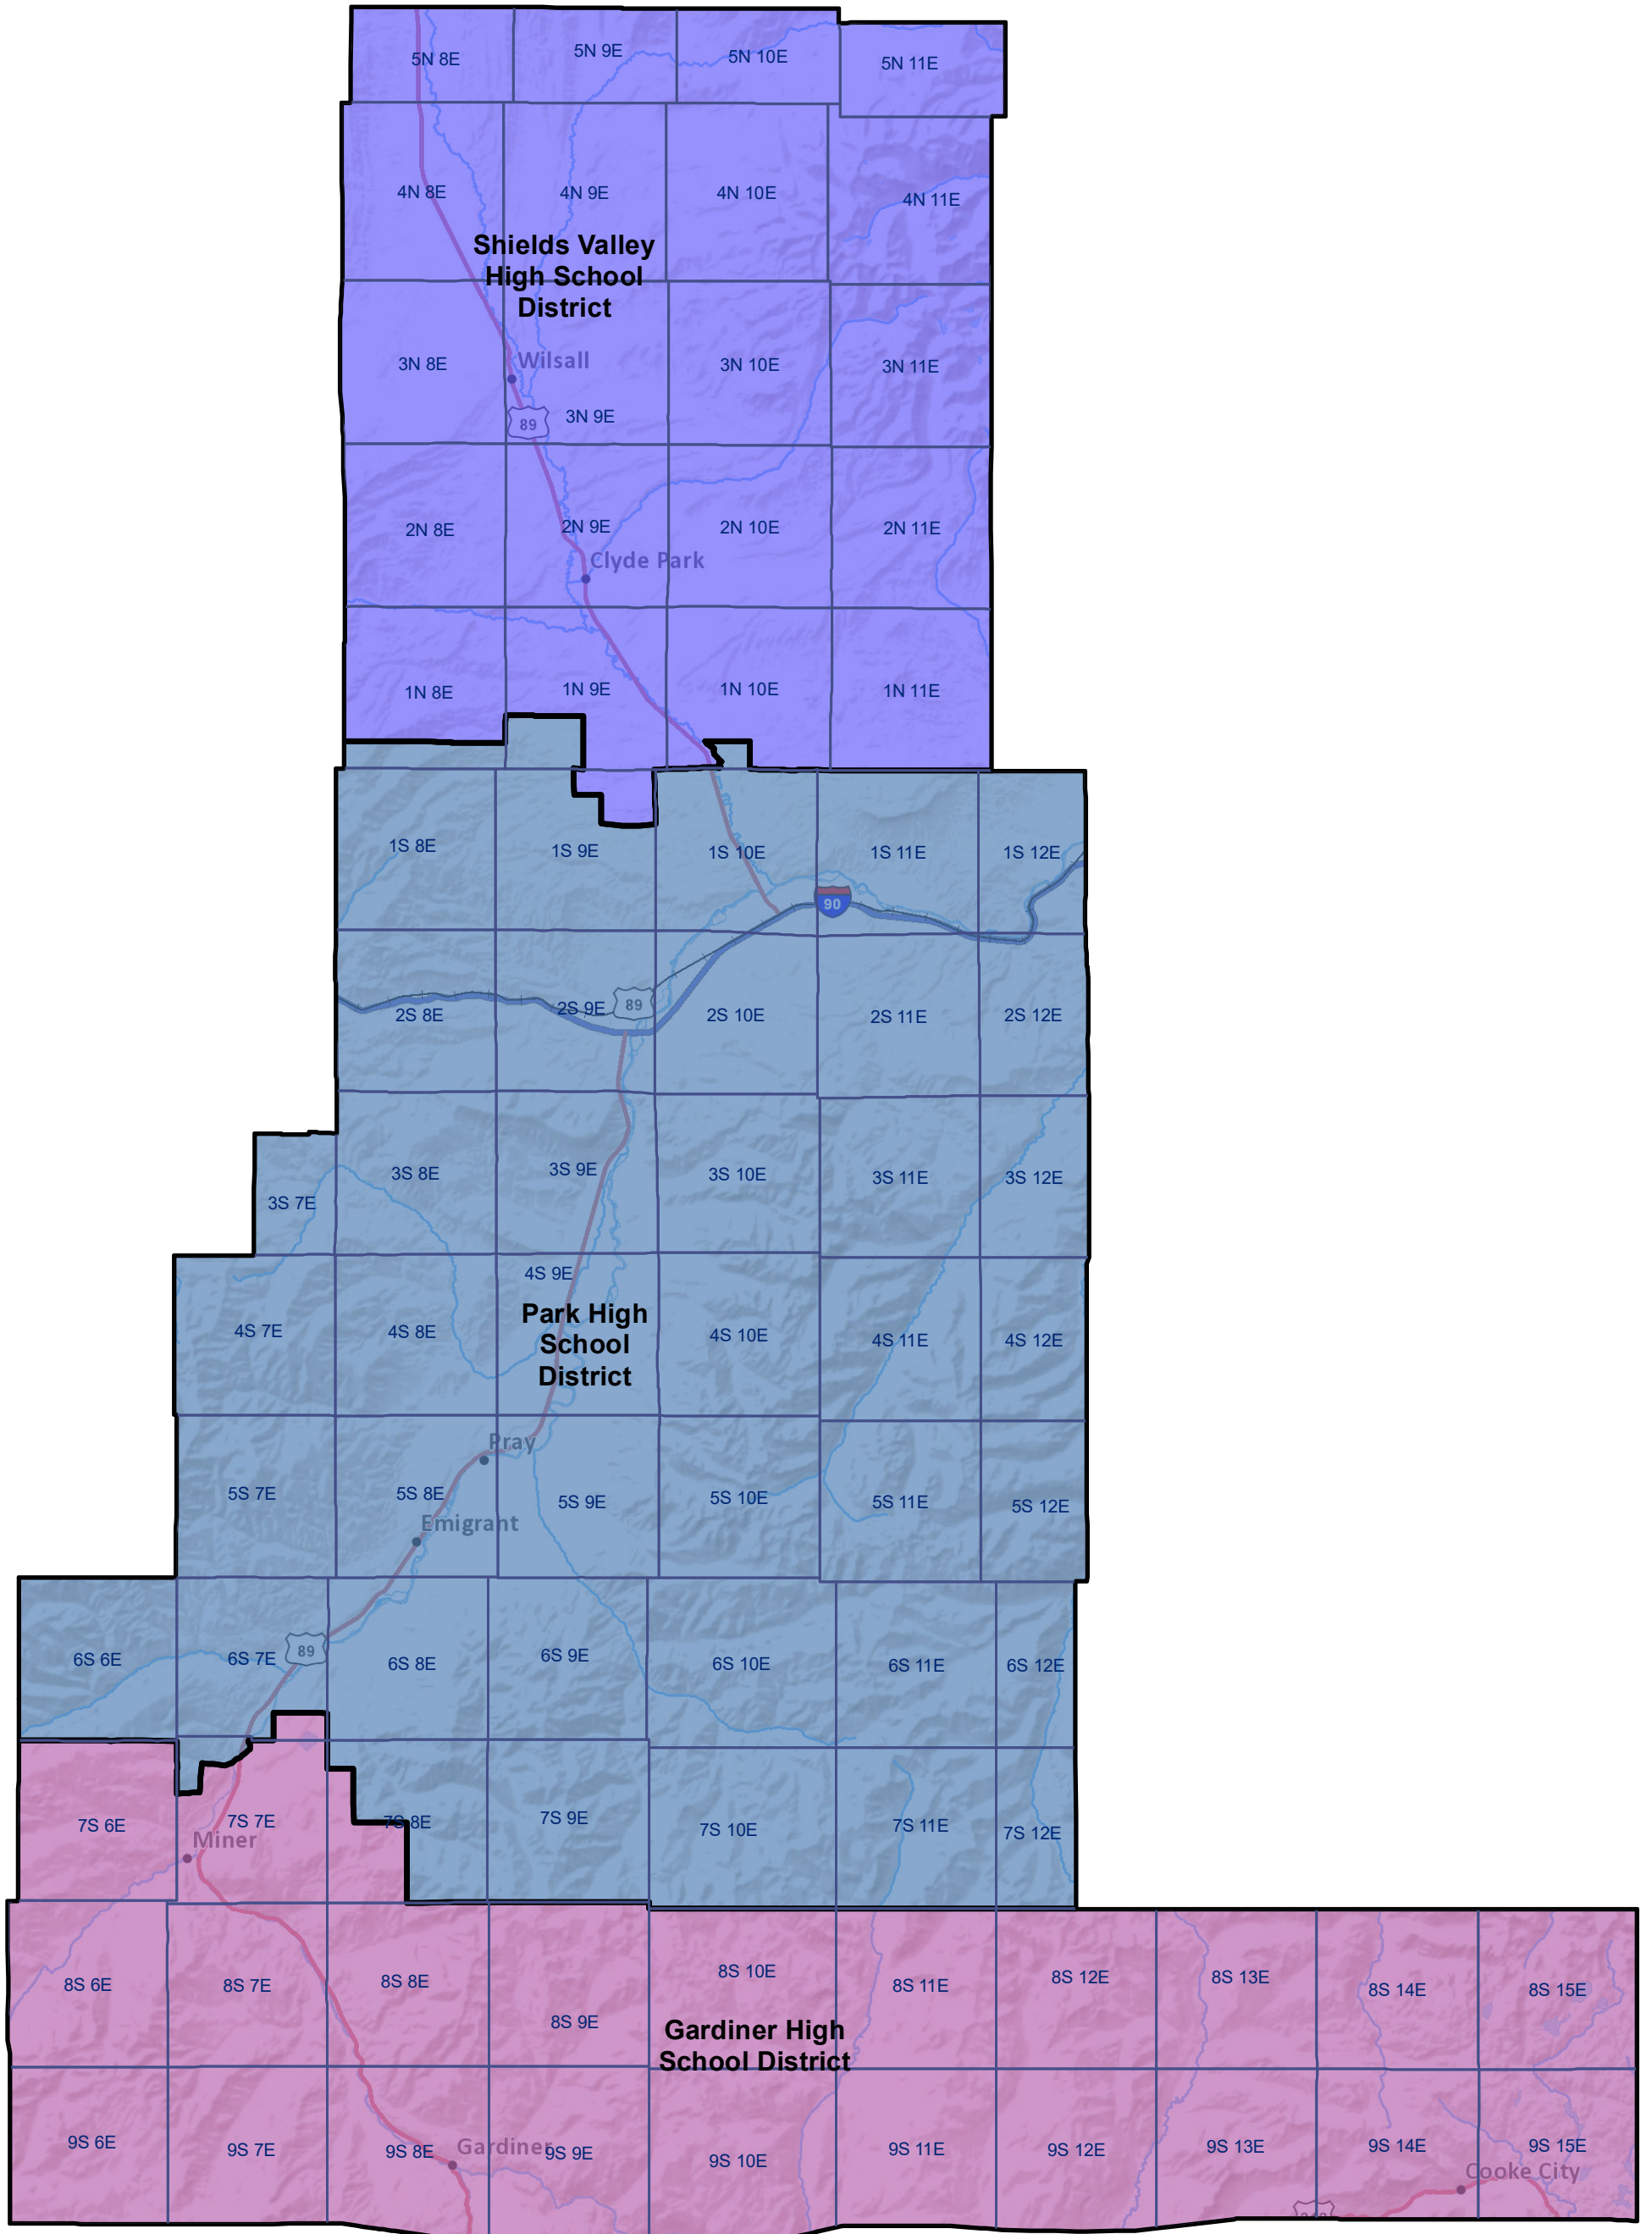 5N 8E
5N 9E
5N 10E
5N 11E
4N 8E
4N 9E
4N 10E
4N 11E
Shields Valley
High School
District
3N 8E
Wilsall
3N 10E
3N 11E
89
3N 9E
2N 8E
2N 9E
2N 10E
2N 11E
Clyde Park
1N 8E
1N 9E
1N 10E
1N 11E
1S 8E
1S 9E
1S 10E
1S 11E
1S 12E
90
2S 8E
2S 9E
89
2S 10E
2S 11E
2S 12E
3S 7E
3S 8E
3S 9E
3S 10E
3S 11E
3S 12E
4S 9E
Park High
School
District
4S 7E
4S 8E
4S 10E
4S 11E
4S 12E
Pray
5S 7E
5S 8E
5S 9E
5S 10E
5S 11E
5S 12E
Emigrant
6S 6E
6S 7E
89
6S 8E
6S 9E
6S 10E
6S 11E
6S 12E
7S 6E
7S 7E
7S 8E
7S 9E
7S 10E
7S 11E
7S 12E
Miner
8S 6E
8S 7E
8S 8E
8S 9E
8S 10E
8S 11E
8S 12E
8S 13E
8S 14E
8S 15E
Gardiner High
School District
9S 6E
9S 7E
9S 8E
Gardiner
9S 9E
9S 10E
9S 11E
9S 12E
9S 13E
9S 14E
9S 15E
Cooke City